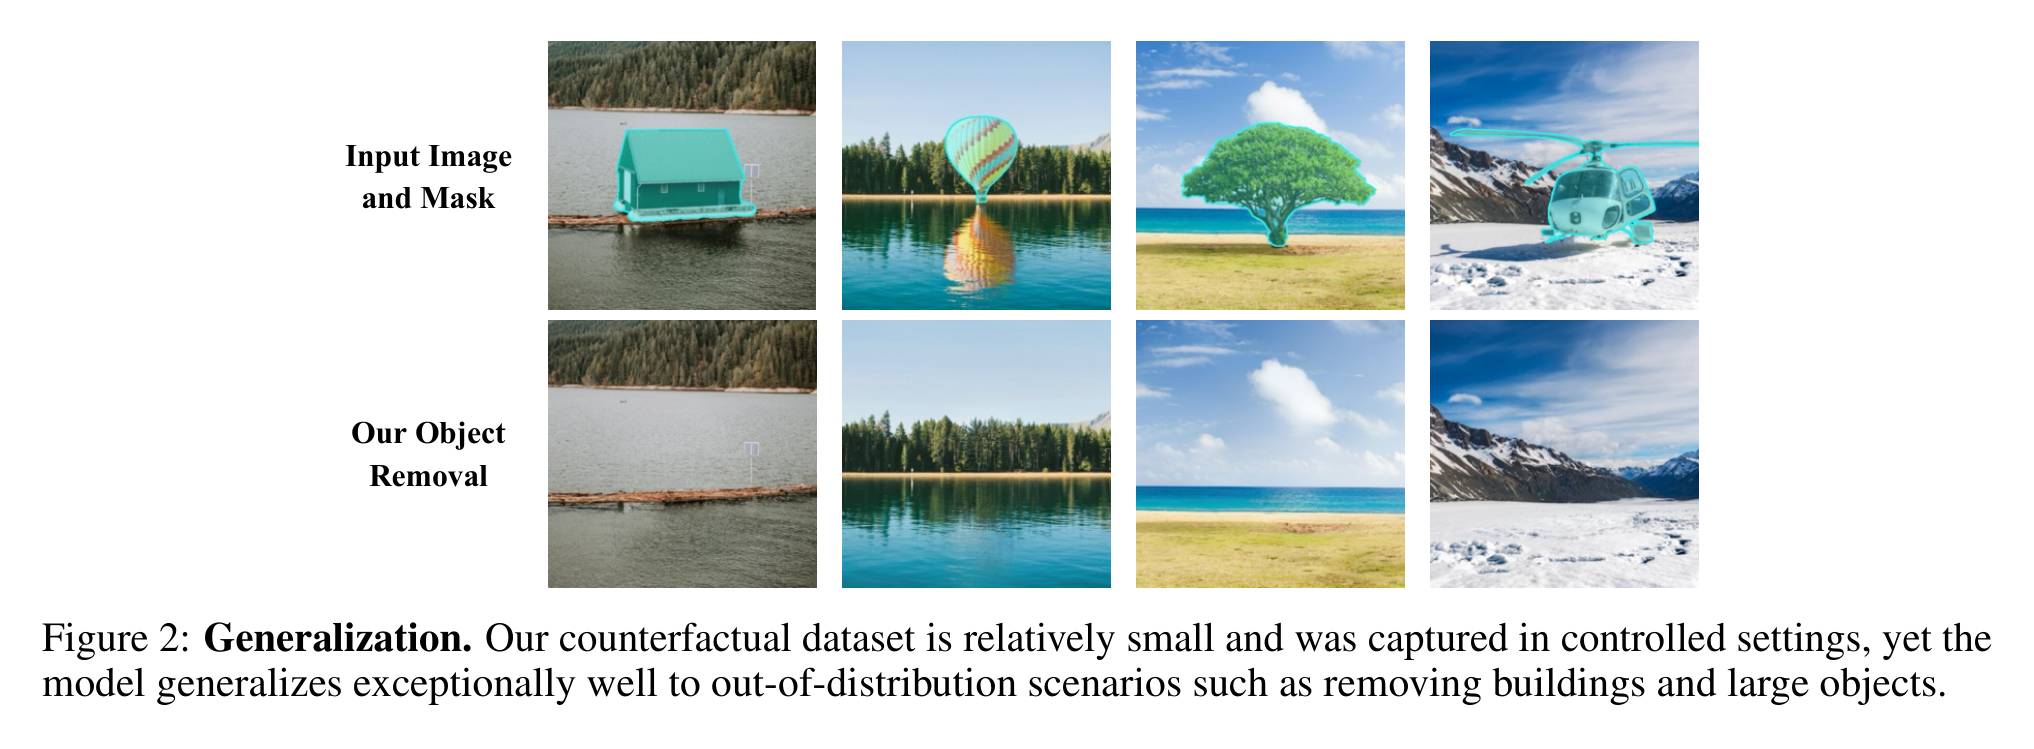 Input Image
and Mask
Our Object
Removal
Figure 2: Generalization. Our counterfactual dataset is relatively small and was captured in controlled settings, yet the
model generalizes exceptionally well to out-of-distribution scenarios such as removing buildings and large objects.